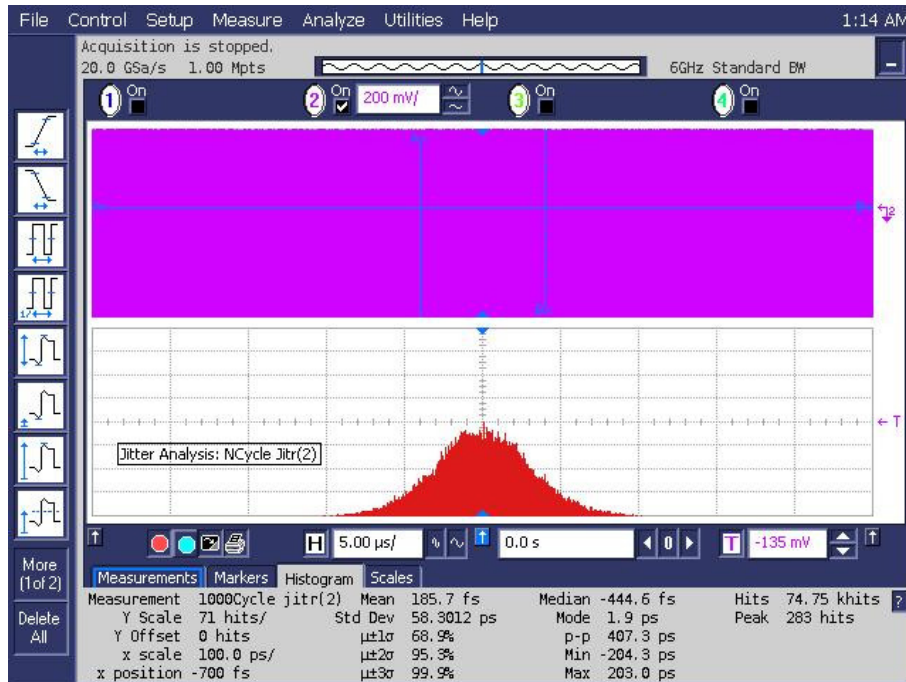 File Control Setup Measure Analyze Utilities Help 1:14 AM
Acquisition is stopped.
20.0 GSa/s 1.00 Mpts 6GHz Standard BW
1 On 2 On 200 mV/ 3 On 4 On
2
T
Jitter Analysis: NCycle Jitr(2)
H 5.00 µs/ 0.0 s 0 T -135 mV
More
(1of 2)
Delete
All
Measurements Markers Histogram Scales
Measurement 1000Cycle jitr(2) Mean 185.7 fs Median -444.6 fs Hits 74.75 khits ?
Y Scale 71 hits/ Std Dev 58.3012 ps Mode 1.9 ps Peak 283 hits
Y Offset 0 hits µ±1σ 68.9% p-p 407.3 ps
x scale 100.0 ps/ µ±2σ 95.3% Min -204.3 ps
x position -700 fs µ±3σ 99.9% Max 203.0 ps